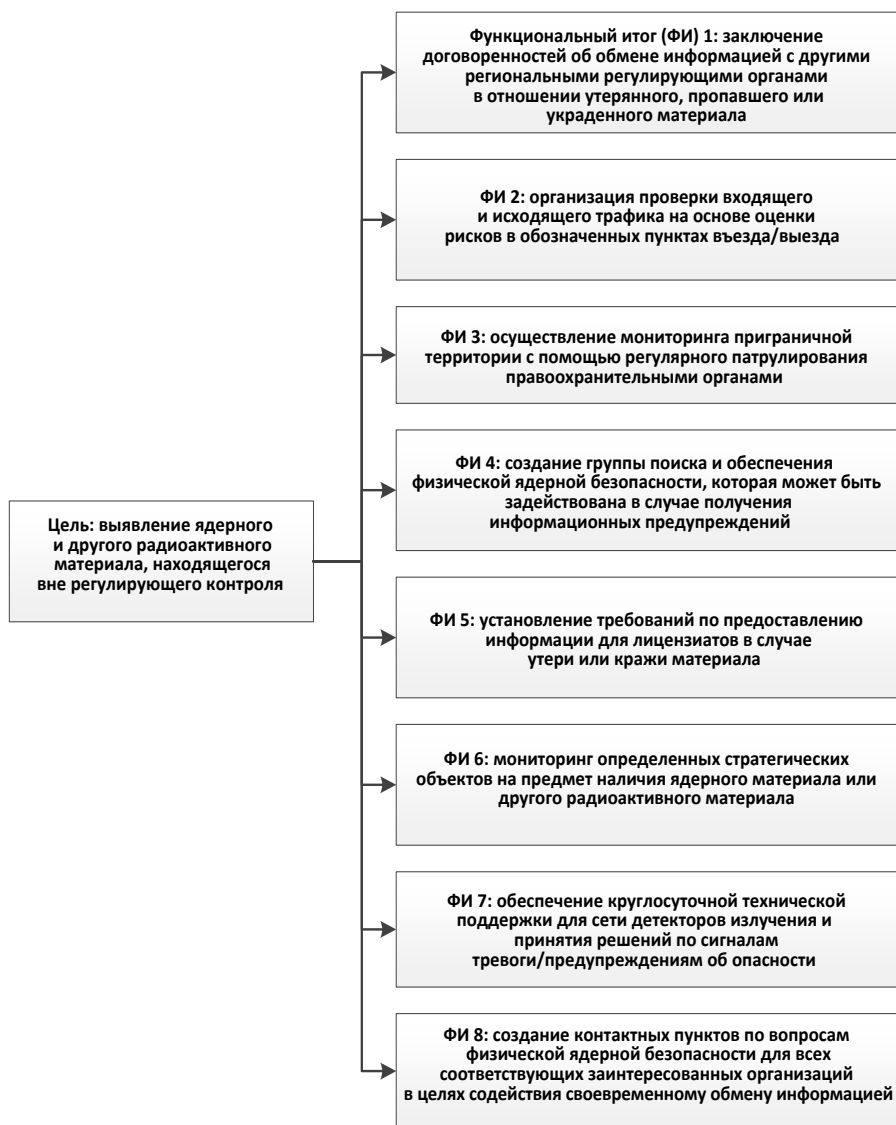 Функциональный итог (ФИ) 1: заключение
договоренностей об обмене информацией с другими
региональными регулирующими органами
в отношении утерянного, пропавшего или
украденного материала
ФИ 2: организация проверки входящего
и исходящего трафика на основе оценки
рисков в обозначенных пунктах въезда/выезда
ФИ 3: осуществление мониторинга приграничной
территории с помощью регулярного патрулирования
правоохранительными органами
ФИ 4: создание группы поиска и обеспечения
физической ядерной безопасности, которая может быть
задействована в случае получения
информационных предупреждений
Цель: выявление ядерного
и другого радиоактивного
материала, находящегося
вне регулирующего контроля
ФИ 5: установление требований по предоставлению
информации для лицензиатов в случае
утери или кражи материала
ФИ 6: мониторинг определенных стратегических
объектов на предмет наличия ядерного материала или
другого радиоактивного материала
ФИ 7: обеспечение круглосуточной технической
поддержки для сети детекторов излучения и
принятия решений по сигналам
тревоги/предупреждениям об опасности
ФИ 8: создание контактных пунктов по вопросам
физической ядерной безопасности для всех
соответствующих заинтересованных организаций
в целях содействия своевременному обмену информацией